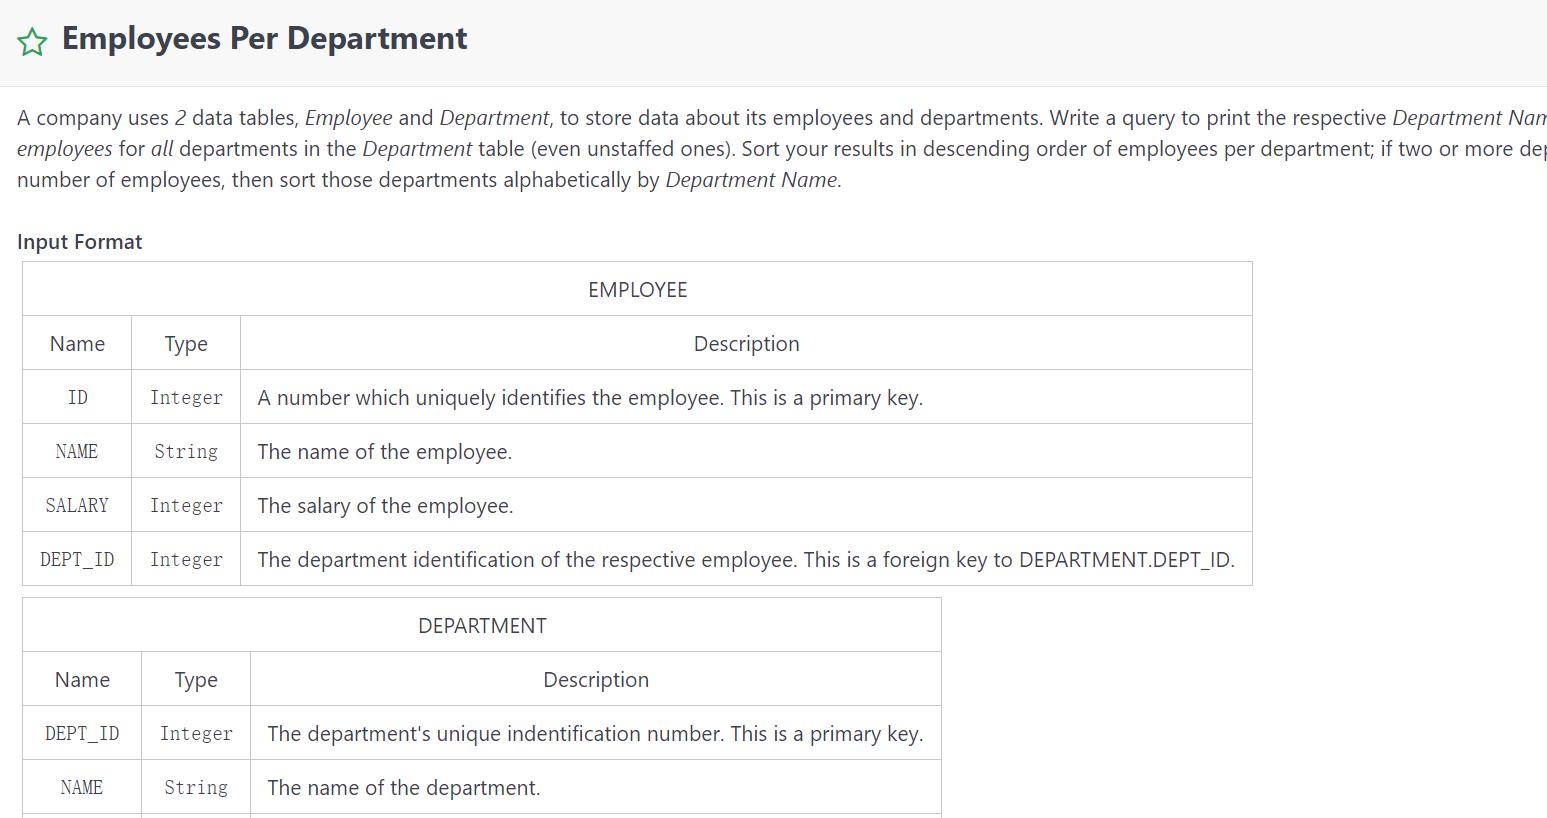 Employees Per Department
A company uses 2 data tables, Employee and Department, to store data about its employees and departments. Write a query to print the respective Department
employees for all departments in the Department table (even unstaffed ones). Sort your results in descending order of employees per department; if two or more
number of employees, then sort those departments alphabetically by Department Name.
Input Format
EMPLOYEE
Name Type Description
ID Integer A number which uniquely identifies the employee. This is a primary key.
NAME String The name of the employee.
SALARY Integer The salary of the employee.
DEPT_ID Integer The department identification of the respective employee. This is a foreign key to DEPARTMENT.DEPT_ID.
DEPARTMENT
Name Type Description
DEPT_ID Integer The department's unique indentification number. This is a primary key.
NAME String The name of the department.